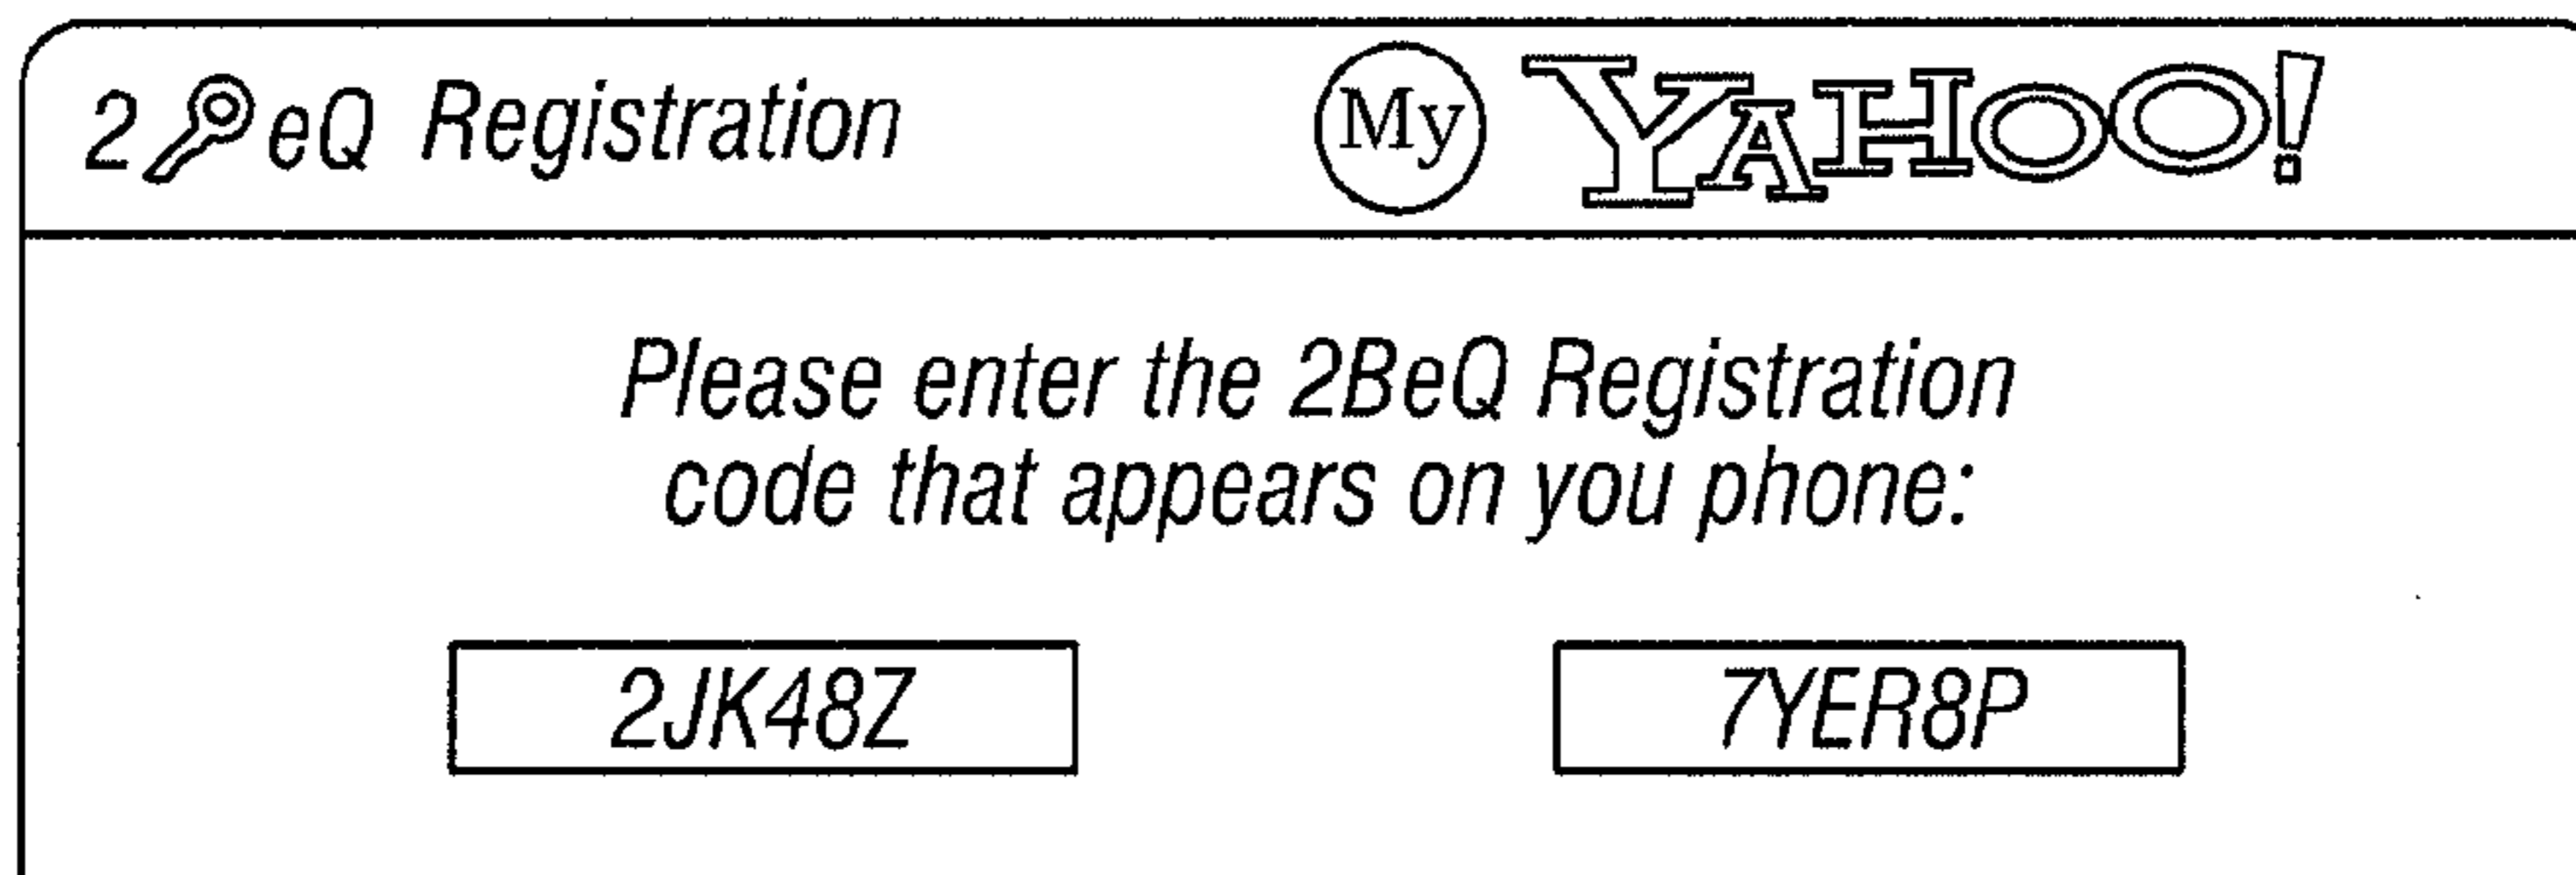 2 eQ Registration My YAHOO!
Please enter the 2BeQ Registration
code that appears on you phone:
2JK48Z 7YER8P